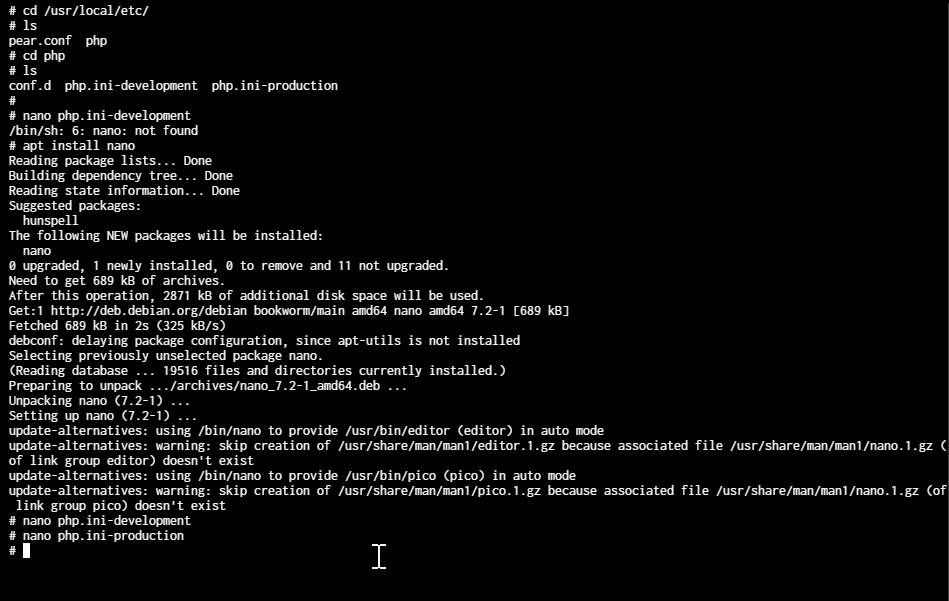 # cd /usr/local/etc/
# ls
pear.conf  php
# cd php
# ls
conf.d  php.ini-development  php.ini-production
#
# nano php.ini-development
/bin/sh: 6: nano: not found
# apt install nano
Reading package lists... Done
Building dependency tree... Done
Reading state information... Done
Suggested packages:
  hunspell
The following NEW packages will be installed:
  nano
0 upgraded, 1 newly installed, 0 to remove and 11 not upgraded.
Need to get 689 kB of archives.
After this operation, 2871 kB of additional disk space will be used.
Get:1 http://deb.debian.org/debian bookworm/main amd64 nano amd64 7.2-1 [689 kB]
Fetched 689 kB in 2s (325 kB/s)
debconf: delaying package configuration, since apt-utils is not installed
Selecting previously unselected package nano.
(Reading database ... 19516 files and directories currently installed.)
Preparing to unpack .../archives/nano_7.2-1_amd64.deb ...
Unpacking nano (7.2-1) ...
Setting up nano (7.2-1) ...
update-alternatives: using /bin/nano to provide /usr/bin/editor (editor) in auto mode
update-alternatives: warning: skip creation of /usr/share/man/man1/editor.1.gz because associated file /usr/share/man/man1/nano.1.gz (
of link group editor) doesn't exist
update-alternatives: using /bin/nano to provide /usr/bin/pico (pico) in auto mode
update-alternatives: warning: skip creation of /usr/share/man/man1/pico.1.gz because associated file /usr/share/man/man1/nano.1.gz (of
 link group pico) doesn't exist
# nano php.ini-development
# nano php.ini-production
#